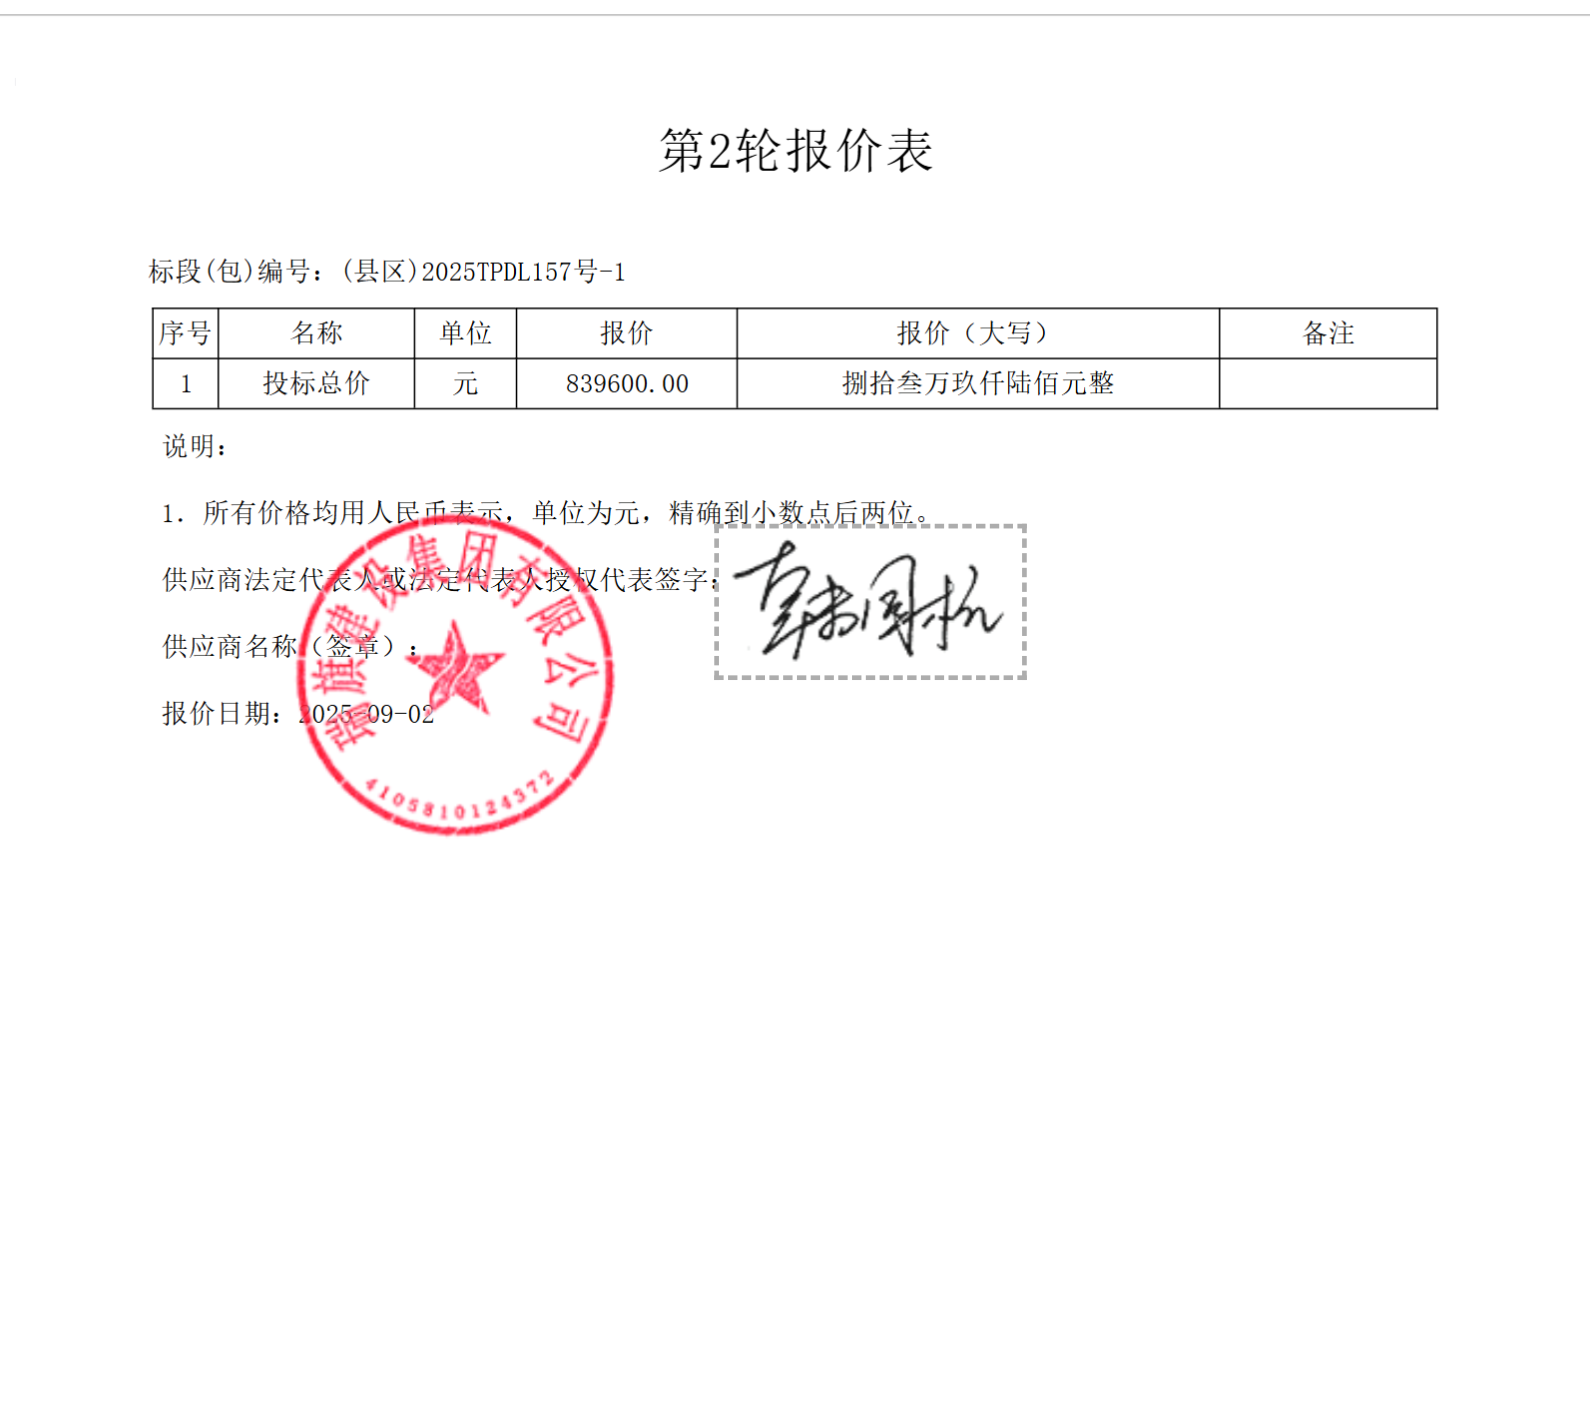 第2轮报价表
标段(包)编号：(县区)2025TPDL157号-1
序号 名称 单位 报价 报价（大写） 备注
1 投标总价 元 839600.00 捌拾叁万玖仟陆佰元整
说明：
1. 所有价格均用人民币表示，单位为元，精确到小数点后两位。
供应商法定代表人或法定代表人授权代表签字：
供应商名称（签章）：
报价日期：2025-09-02
瑞旗建设集团有限公司
4105810124372